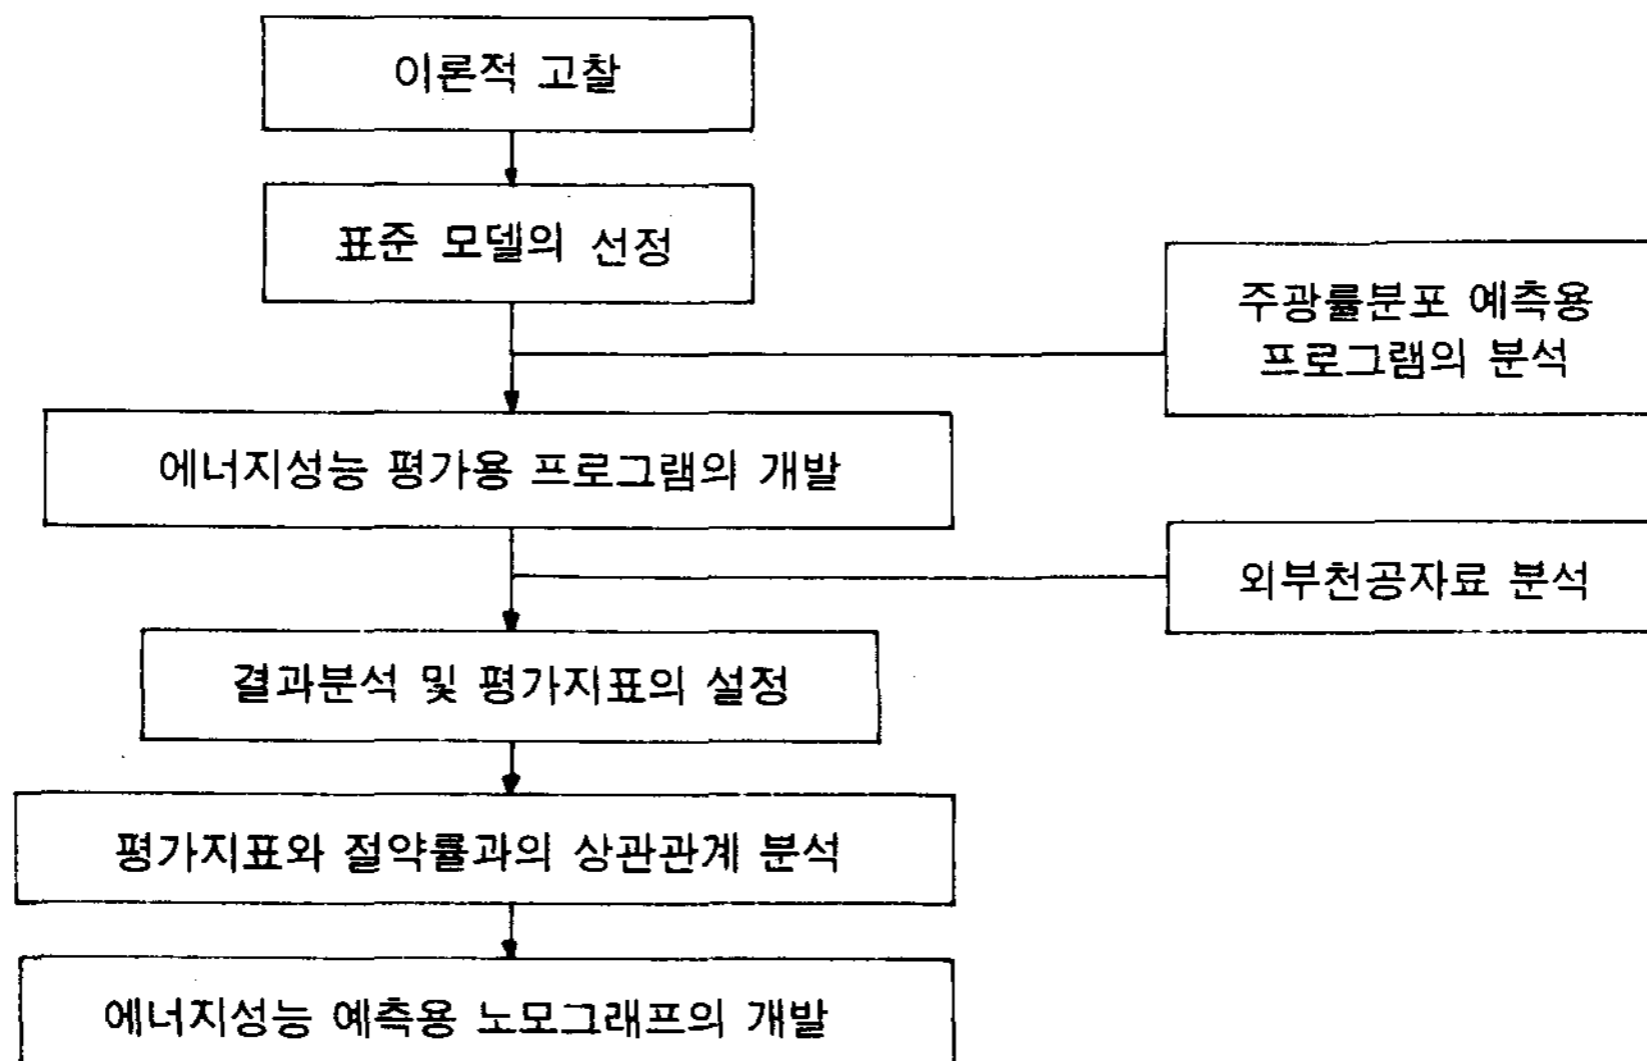 이론적 고찰
표준 모델의 선정
주광률분포 예측용
프로그램의 분석
에너지성능 평가용 프로그램의 개발
외부천공자료 분석
결과분석 및 평가지표의 설정
평가지표와 절약률과의 상관관계 분석
에너지성능 예측용 노모그래프의 개발